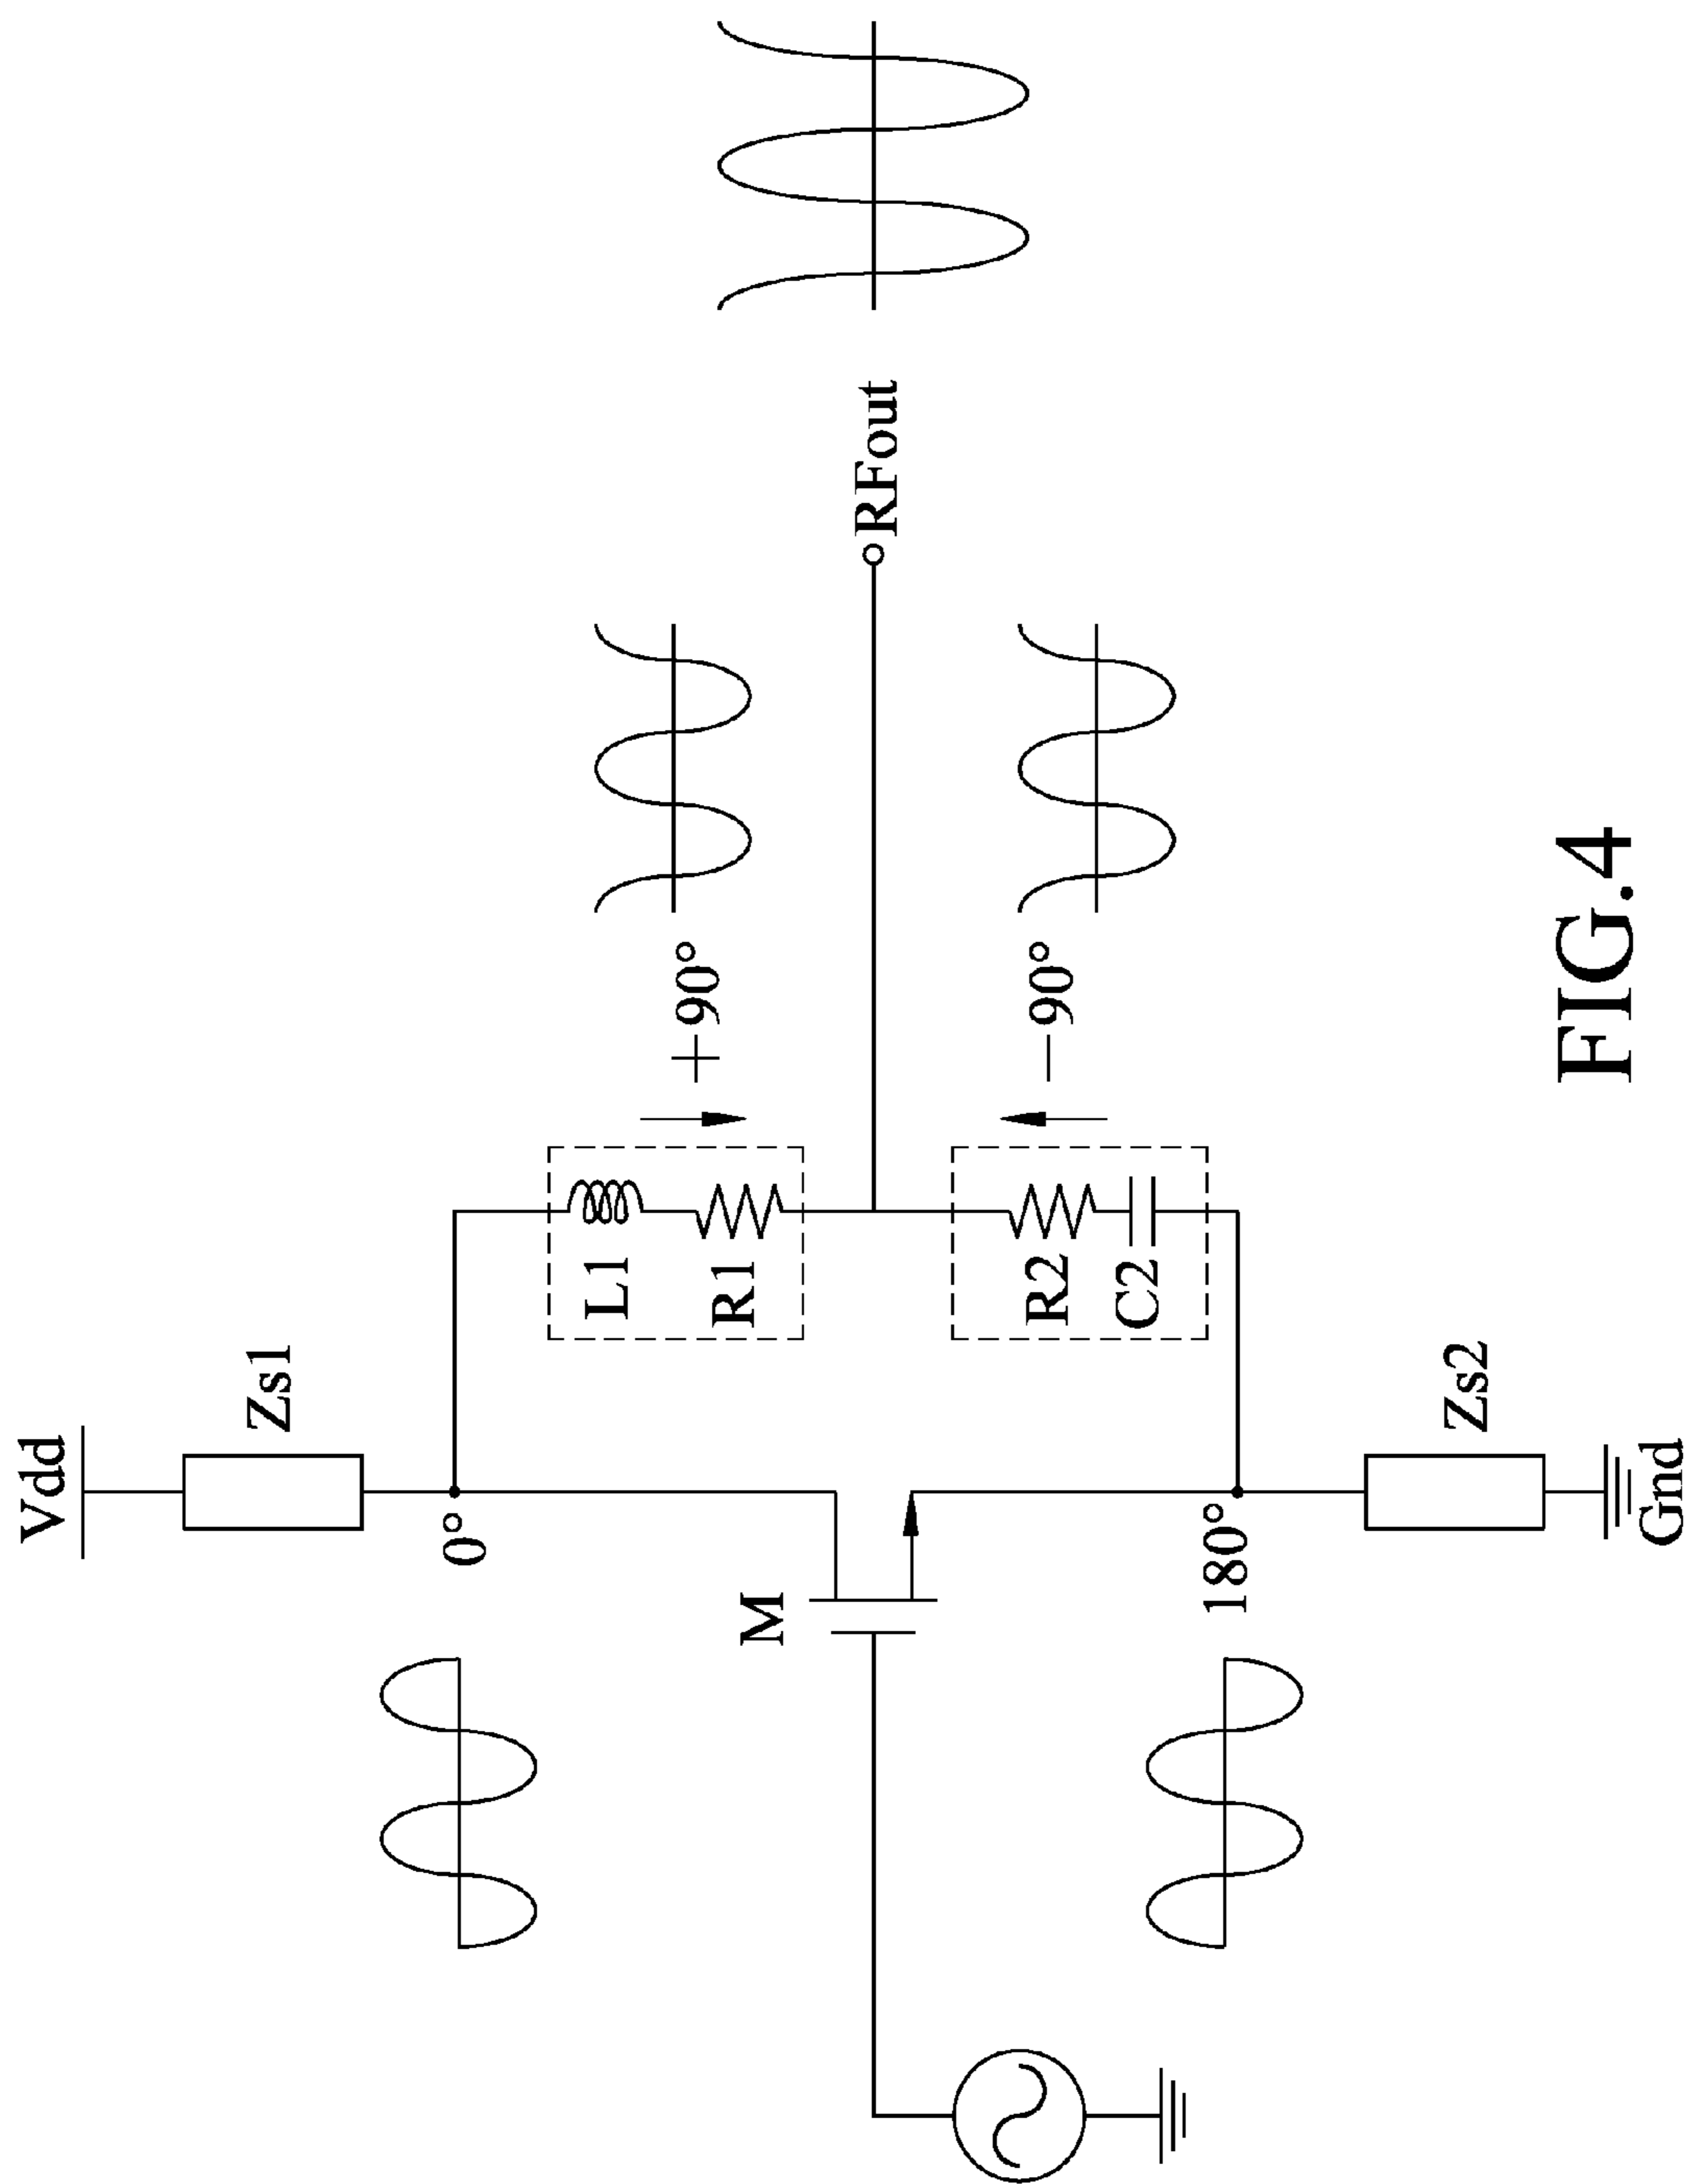 Vdd
Zs1
0°
L1
R1
+90°
M
RFout
R2
C2
−90°
180°
Zs2
Gnd
FIG.4